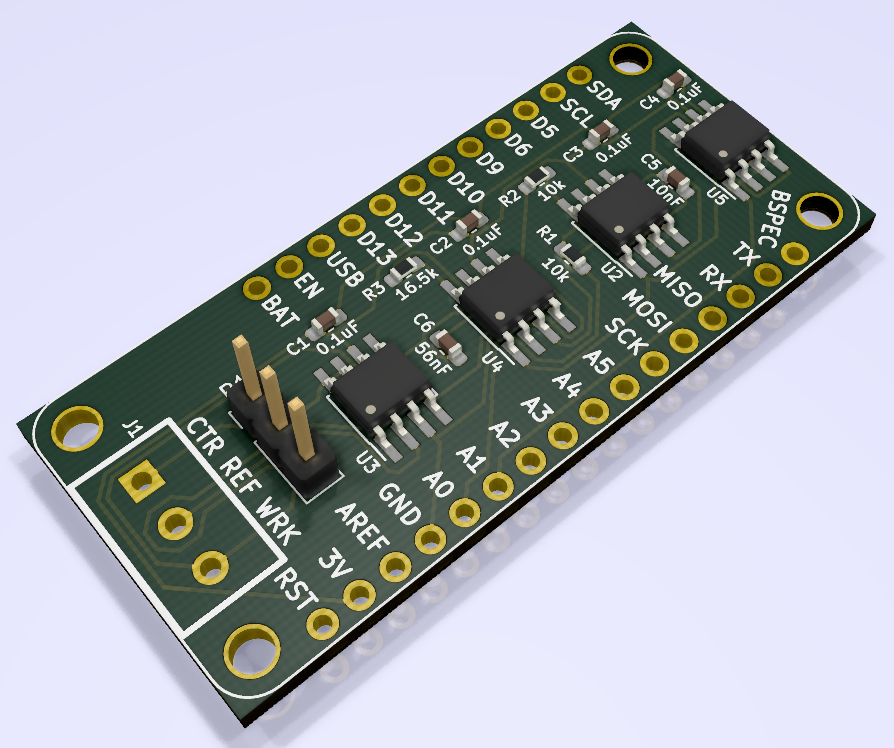 SDA
SCL
D5
D6
D9
D10
D11
D12
D13
USB
EN
BAT
C4
0.1uF
C3
0.1uF
R2
10k
C2
0.1uF
R3
16.5k
C1
0.1uF
U5
C5
10nF
U2
R1
10k
U4
C6
56nF
U3
J1
CTR
REF
WRK
BSPEC
TX
RX
MISO
MOSI
SCK
A5
A4
A3
A2
A1
A0
GND
AREF
3V
RST